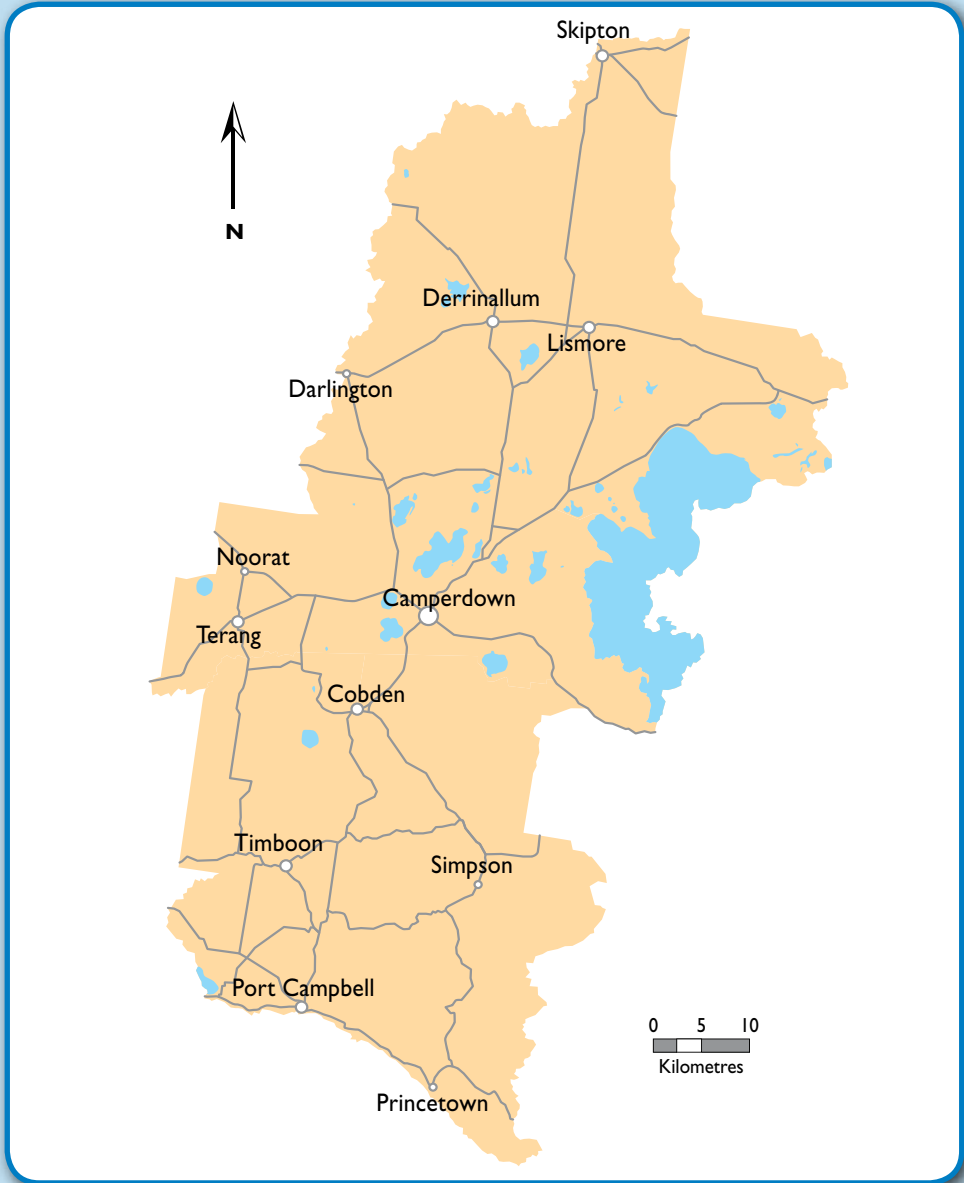 Skipton
N
Derrinallum
Lismore
Darlington
Noorat
Camperdown
Terang
Cobden
Timboon
Simpson
Port Campbell
0 5 10
Kilometres
Princetown